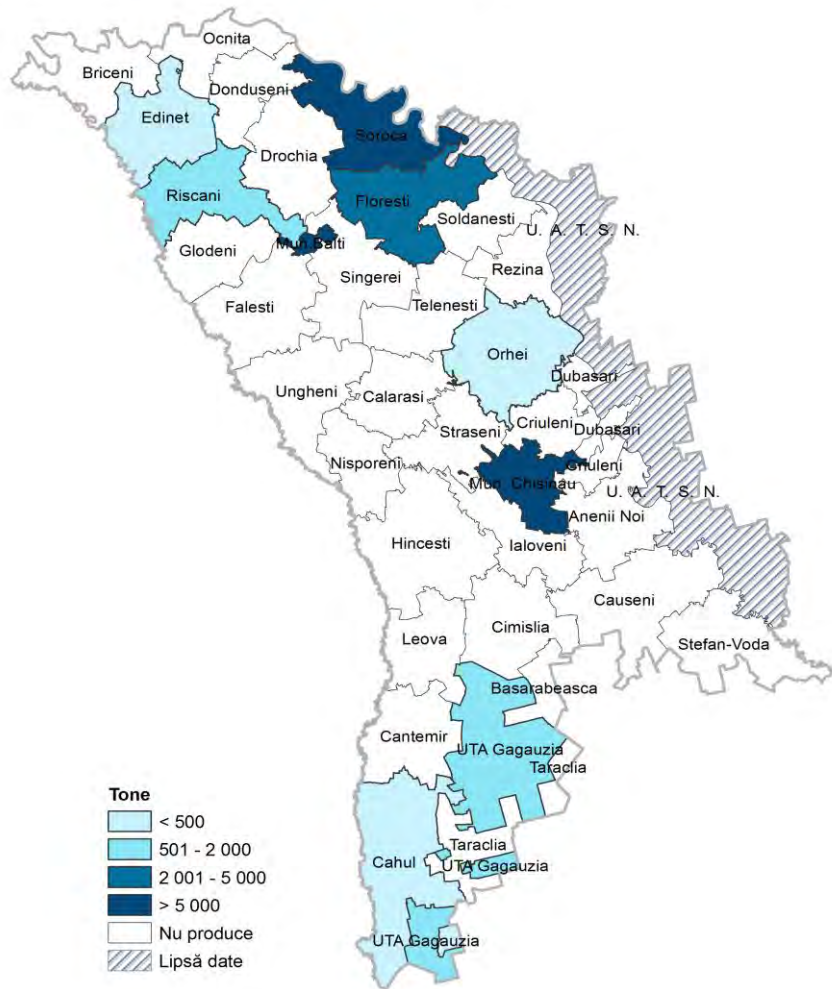 Ocnita
Briceni
Donduseni
Edinet
Soroca
Drochia
Riscani
Floresti
Soldanesti
U. A. T. S. N.
Mun.Balti
Glodeni
Rezina
Singerei
Falesti
Telenesti
Orhei
Dubasari
Ungheni
Calarasi
Criuleni
Straseni
Dubasari
Nisporeni
Criuleni
Mun. Chisinau
U. A. T. S. N.
Anenii Noi
Hincesti
Ialoveni
Causeni
Leova
Cimislia
Stefan-Voda
Basarabeasca
Cantemir
UTA Gagauzia
Taraclia
Tone
< 500
501 - 2 000
2 001 - 5 000
> 5 000
Nu produce
Lipsă date
Taraclia
Cahul
UTA Gagauzia
UTA Gagauzia